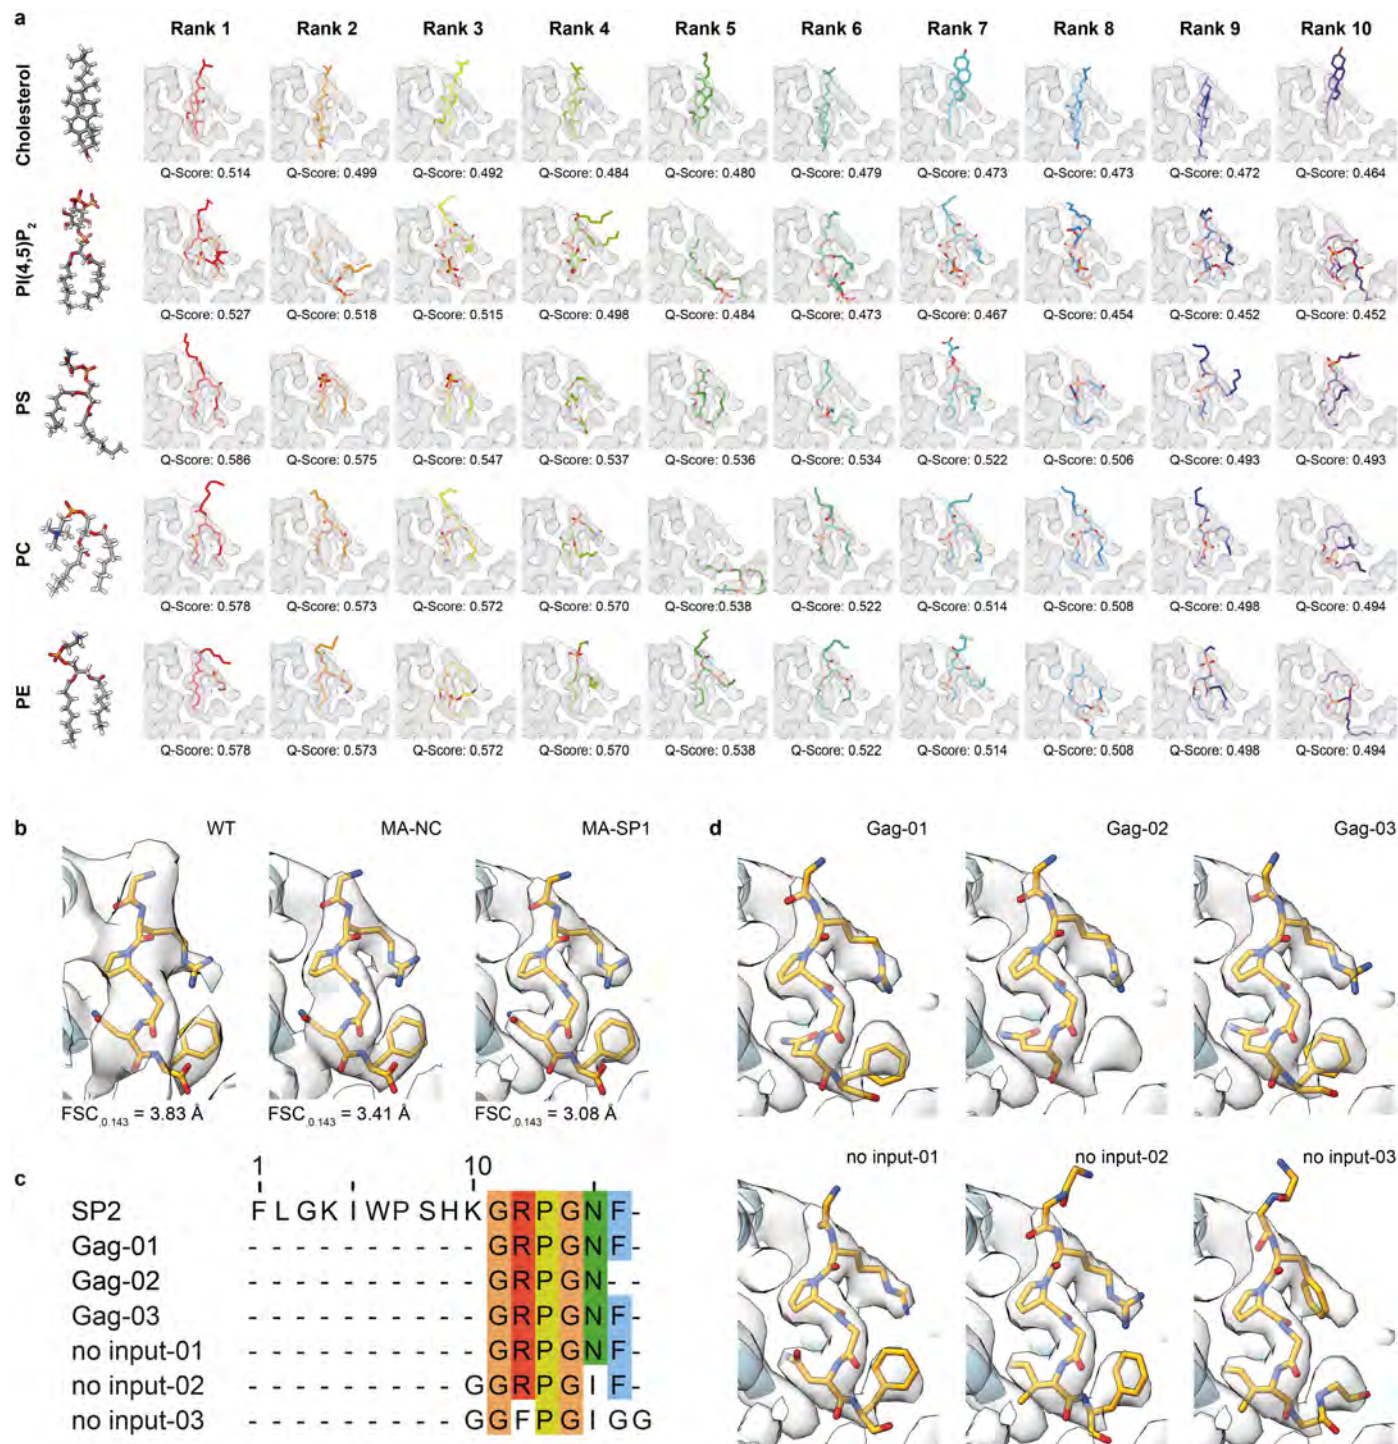 a
Rank 1 Rank 2 Rank 3 Rank 4 Rank 5 Rank 6 Rank 7 Rank 8 Rank 9 Rank 10
Cholesterol
Q-Score: 0.514 Q-Score: 0.499 Q-Score: 0.492 Q-Score: 0.484 Q-Score: 0.480 Q-Score: 0.479 Q-Score: 0.473 Q-Score: 0.473 Q-Score: 0.472 Q-Score: 0.464
PI(4,5)P2
Q-Score: 0.527 Q-Score: 0.518 Q-Score: 0.515 Q-Score: 0.498 Q-Score: 0.484 Q-Score: 0.473 Q-Score: 0.467 Q-Score: 0.454 Q-Score: 0.452 Q-Score: 0.452
PS
Q-Score: 0.586 Q-Score: 0.575 Q-Score: 0.547 Q-Score: 0.537 Q-Score: 0.536 Q-Score: 0.534 Q-Score: 0.522 Q-Score: 0.506 Q-Score: 0.493 Q-Score: 0.493
PC
Q-Score: 0.578 Q-Score: 0.573 Q-Score: 0.572 Q-Score: 0.570 Q-Score:0.538 Q-Score: 0.522 Q-Score: 0.514 Q-Score: 0.508 Q-Score: 0.498 Q-Score: 0.494
PE
Q-Score: 0.578 Q-Score: 0.573 Q-Score: 0.572 Q-Score: 0.570 Q-Score: 0.538 Q-Score: 0.522 Q-Score: 0.514 Q-Score: 0.508 Q-Score: 0.498 Q-Score: 0.494
b
WT MA-NC MA-SP1
FSC,0.143 = 3.83 Å FSC,0.143 = 3.41 Å FSC,0.143 = 3.08 Å
c
1 10
SP2 F L G K I W P S H K G R P G N F -
Gag-01 - - - - - - - - - - G R P G N F -
Gag-02 - - - - - - - - - - G R P G N - -
Gag-03 - - - - - - - - - - G R P G N F -
no input-01 - - - - - - - - - - G R P G N F -
no input-02 - - - - - - - - - G G R P G I F -
no input-03 - - - - - - - - - G G F P G I G G
d
Gag-01 Gag-02 Gag-03
no input-01 no input-02 no input-03